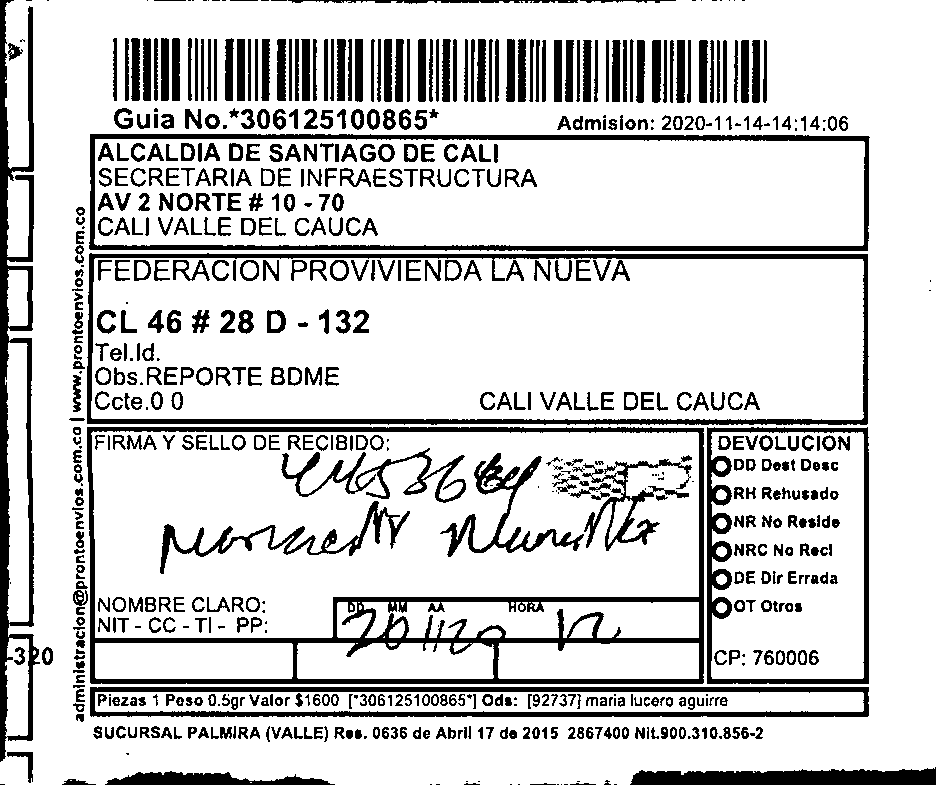 Guia No.*306125100865*
Admision: 2020-11-14-14:14:06
ALCALDIA DE SANTIAGO DE CALI
SECRETARIA DE INFRAESTRUCTURA
AV 2 NORTE # 10 - 70
CALI VALLE DEL CAUCA
FEDERACION PROVIVIENDA LA NUEVA
CL 46 # 28 D - 132
Tel.Id.
Obs.REPORTE BDME
Ccte.0 0 CALI VALLE DEL CAUCA
administracion@prontoenvios.com.co | www.prontoenvios.com.co
FIRMA Y SELLO DE RECIBIDO:
NOMBRE CLARO:
NIT - CC - TI - PP:
DD MM AA HORA
20 11 20 12
DEVOLUCION
DD Dest Desc
RH Rehusado
NR No Reside
NRC No Recl
DE Dir Errada
OT Otros
CP: 760006
-320
Piezas 1 Peso 0.5gr Valor $1600 [*306125100865*] Ods: [92737] maria lucero aguirre
SUCURSAL PALMIRA (VALLE) Res. 0636 de Abril 17 de 2015 2867400 Nit.900.310.856-2